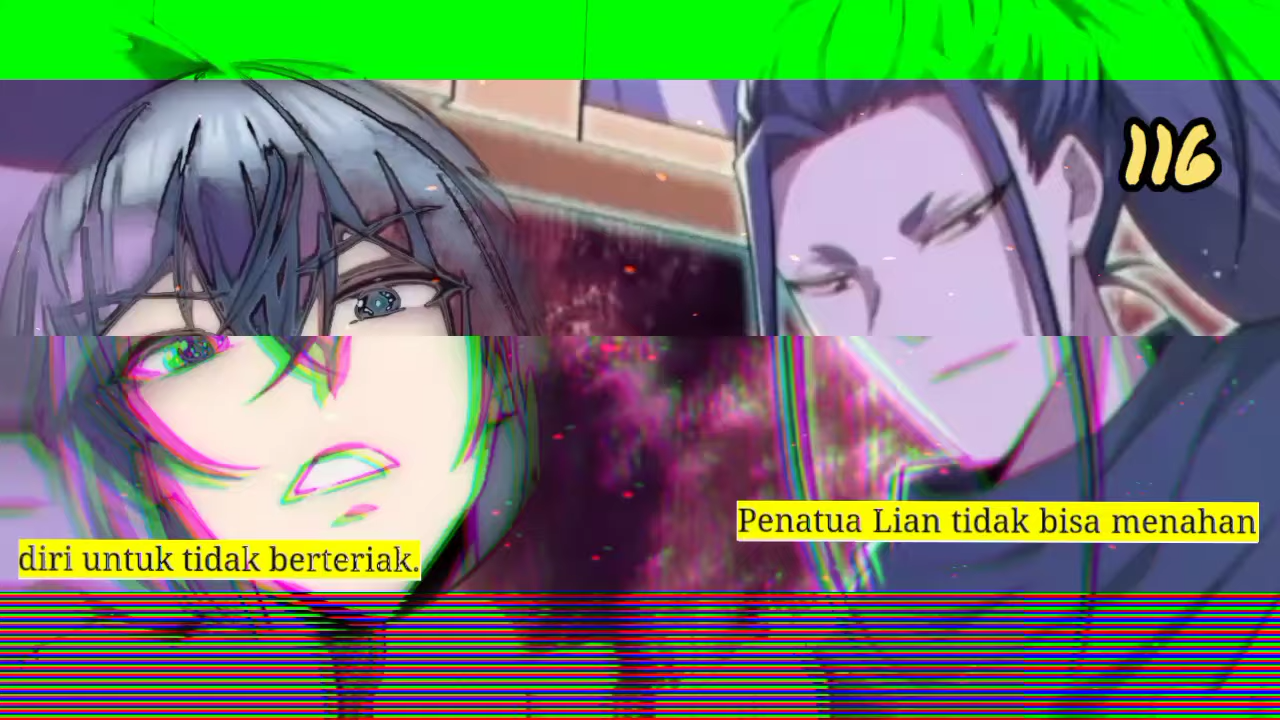 116
Penatua Lian tidak bisa menahan
diri untuk tidak berteriak.